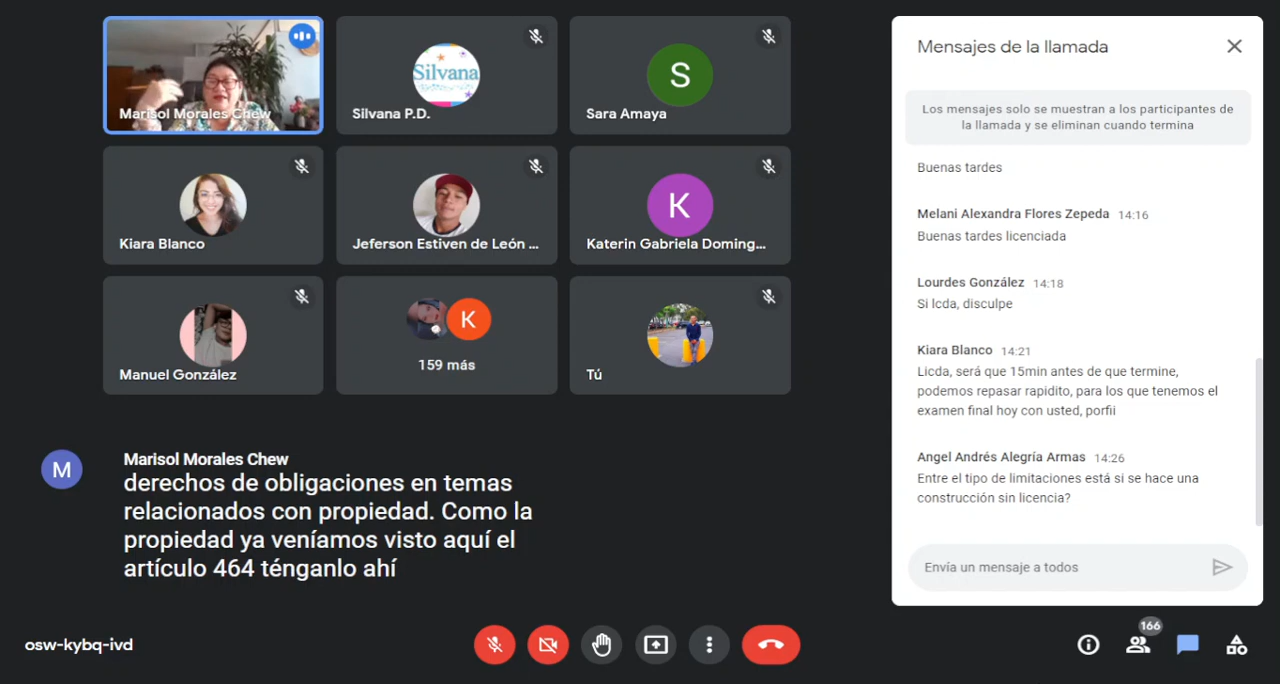 Marisol Morales Chew
Silvana
Silvana P.D.
S
Sara Amaya
Kiara Blanco
Jeferson Estiven de León ...
K
Katerin Gabriela Doming...
Manuel González
K
159 más
Tú
M
Marisol Morales Chew
derechos de obligaciones en temas
relacionados con propiedad. Como la
propiedad ya veníamos visto aquí el
artículo 464 ténganlo ahí
Mensajes de la llamada
Los mensajes solo se muestran a los participantes de
la llamada y se eliminan cuando termina
Buenas tardes
Melani Alexandra Flores Zepeda 14:16
Buenas tardes licenciada
Lourdes González 14:18
Si lcda, disculpe
Kiara Blanco 14:21
Licda, será que 15min antes de que termine,
podemos repasar rapidito, para los que tenemos el
examen final hoy con usted, porfii
Angel Andrés Alegría Armas 14:26
Entre el tipo de limitaciones está si se hace una
construcción sin licencia?
Envía un mensaje a todos
osw-kybq-ivd
166